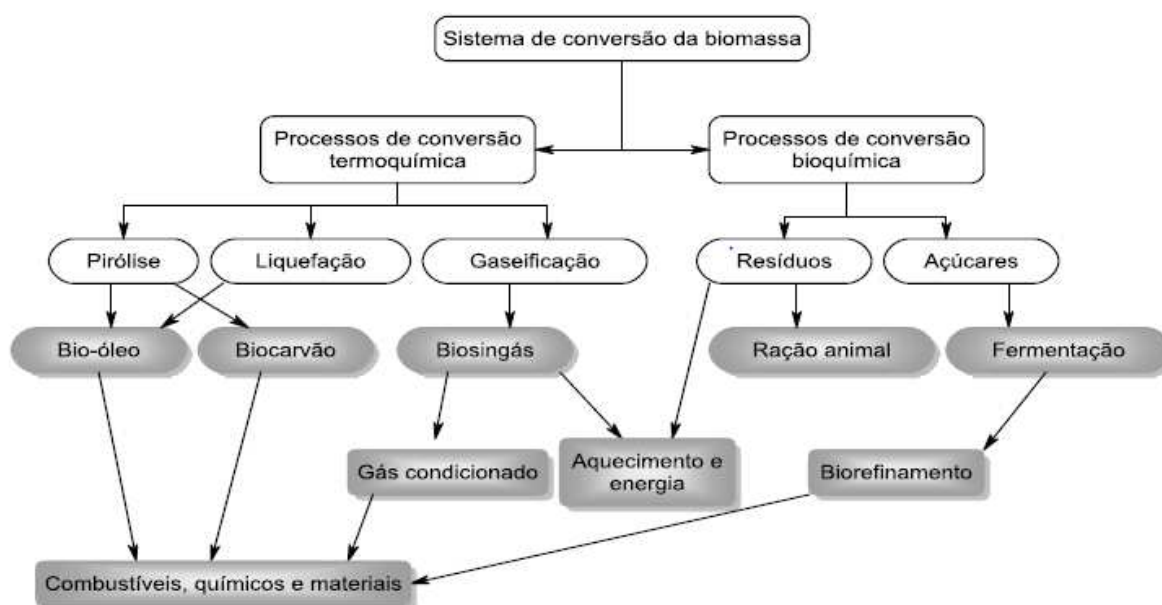 Sistema de conversão da biomassa
Processos de conversão
termoquímica
Processos de conversão
bioquímica
Pirólise
Liquefação
Gaseificação
Resíduos
Açúcares
Bio-óleo
Biocarvão
Biosingás
Ração animal
Fermentação
Gás condicionado
Aquecimento e
energia
Biorefinamento
Combustíveis, químicos e materiais